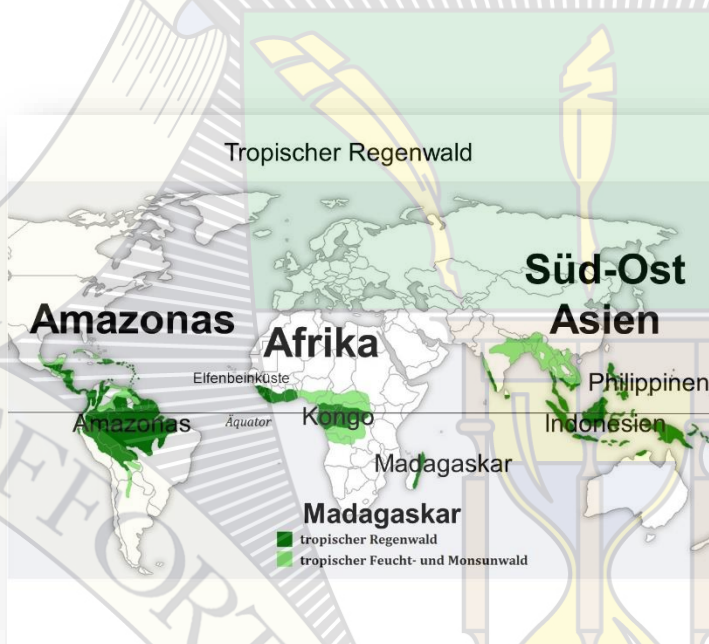 Tropischer Regenwald
Süd-Ost
Asien
Amazonas
Afrika
Elfenbeinküste
Philippinen
Amazonas
Äquator
Kongo
Indonesien
Madagaskar
Madagaskar
tropischer Regenwald
tropischer Feucht- und Monsunwald
EFFORT